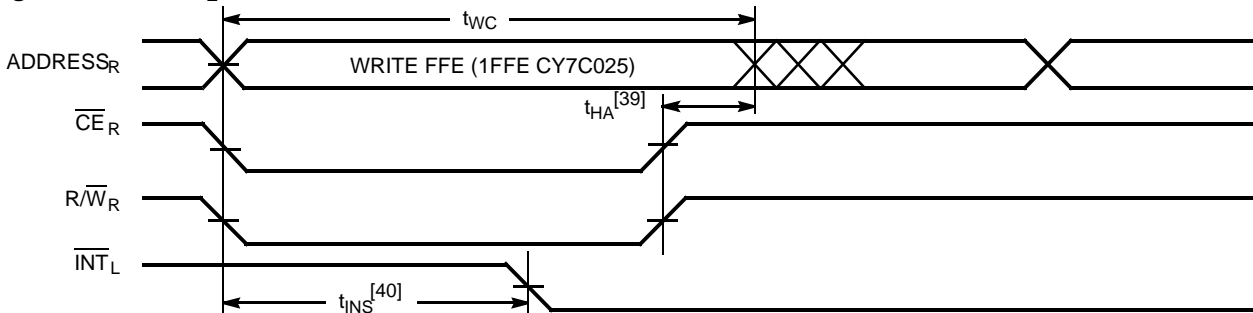 tWC
ADDRESSR
WRITE FFE (1FFE CY7C025)
tHA[39]
CER
R/WR
INTL
tINS[40]